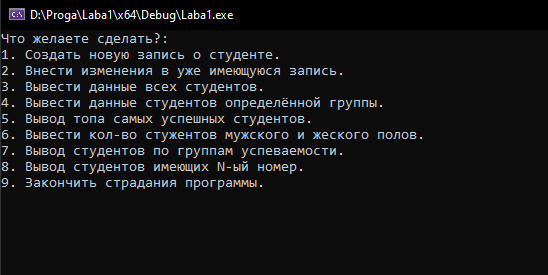 D:\Proga\Laba1\x64\Debug\Laba1.exe
Что желаете сделать?:
1. Создать новую запись о студенте.
2. Внести изменения в уже имеющуюся запись.
3. Вывести данные всех студентов.
4. Вывести данные студентов определённой группы.
5. Вывод топа самых успешных студентов.
6. Вывести кол-во стужентов мужского и жеского полов.
7. Вывод студентов по группам успеваемости.
8. Вывод студентов имеющих N-ый номер.
9. Закончить страдания программы.